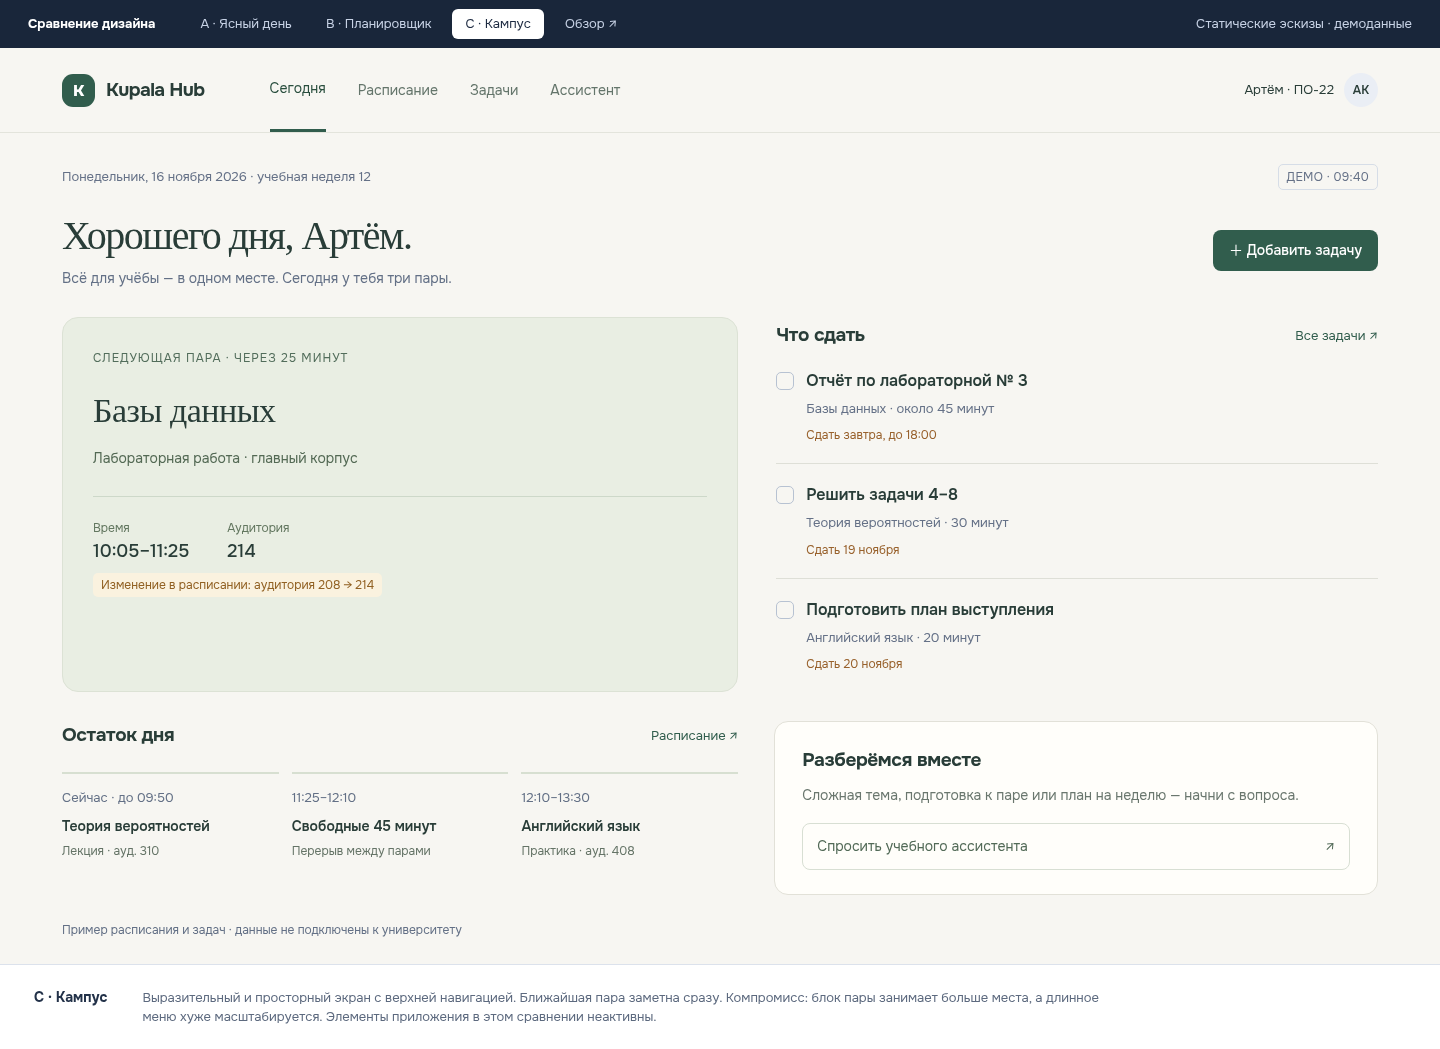 Сравнение дизайна
A · Ясный день
B · Планировщик
C · Кампус
Обзор ↗
Статические эскизы · демоданные
K
Kupala Hub
Сегодня
Расписание
Задачи
Ассистент
Артём · ПО-22
АК
Понедельник, 16 ноября 2026 · учебная неделя 12
ДЕМО · 09:40
Хорошего дня, Артём.
Всё для учёбы — в одном месте. Сегодня у тебя три пары.
+ Добавить задачу
СЛЕДУЮЩАЯ ПАРА · ЧЕРЕЗ 25 МИНУТ
Базы данных
Лабораторная работа · главный корпус
Время
10:05–11:25
Аудитория
214
Изменение в расписании: аудитория 208 → 214
Что сдать
Все задачи ↗
Отчёт по лабораторной № 3
Базы данных · около 45 минут
Сдать завтра, до 18:00
Решить задачи 4–8
Теория вероятностей · 30 минут
Сдать 19 ноября
Подготовить план выступления
Английский язык · 20 минут
Сдать 20 ноября
Остаток дня
Расписание ↗
Сейчас · до 09:50
Теория вероятностей
Лекция · ауд. 310
11:25–12:10
Свободные 45 минут
Перерыв между парами
12:10–13:30
Английский язык
Практика · ауд. 408
Разберёмся вместе
Сложная тема, подготовка к паре или план на неделю — начни с вопроса.
Спросить учебного ассистента ↗
Пример расписания и задач · данные не подключены к университету
C · Кампус
Выразительный и просторный экран с верхней навигацией. Ближайшая пара заметна сразу. Компромисс: блок пары занимает больше места, а длинное
меню хуже масштабируется. Элементы приложения в этом сравнении неактивны.